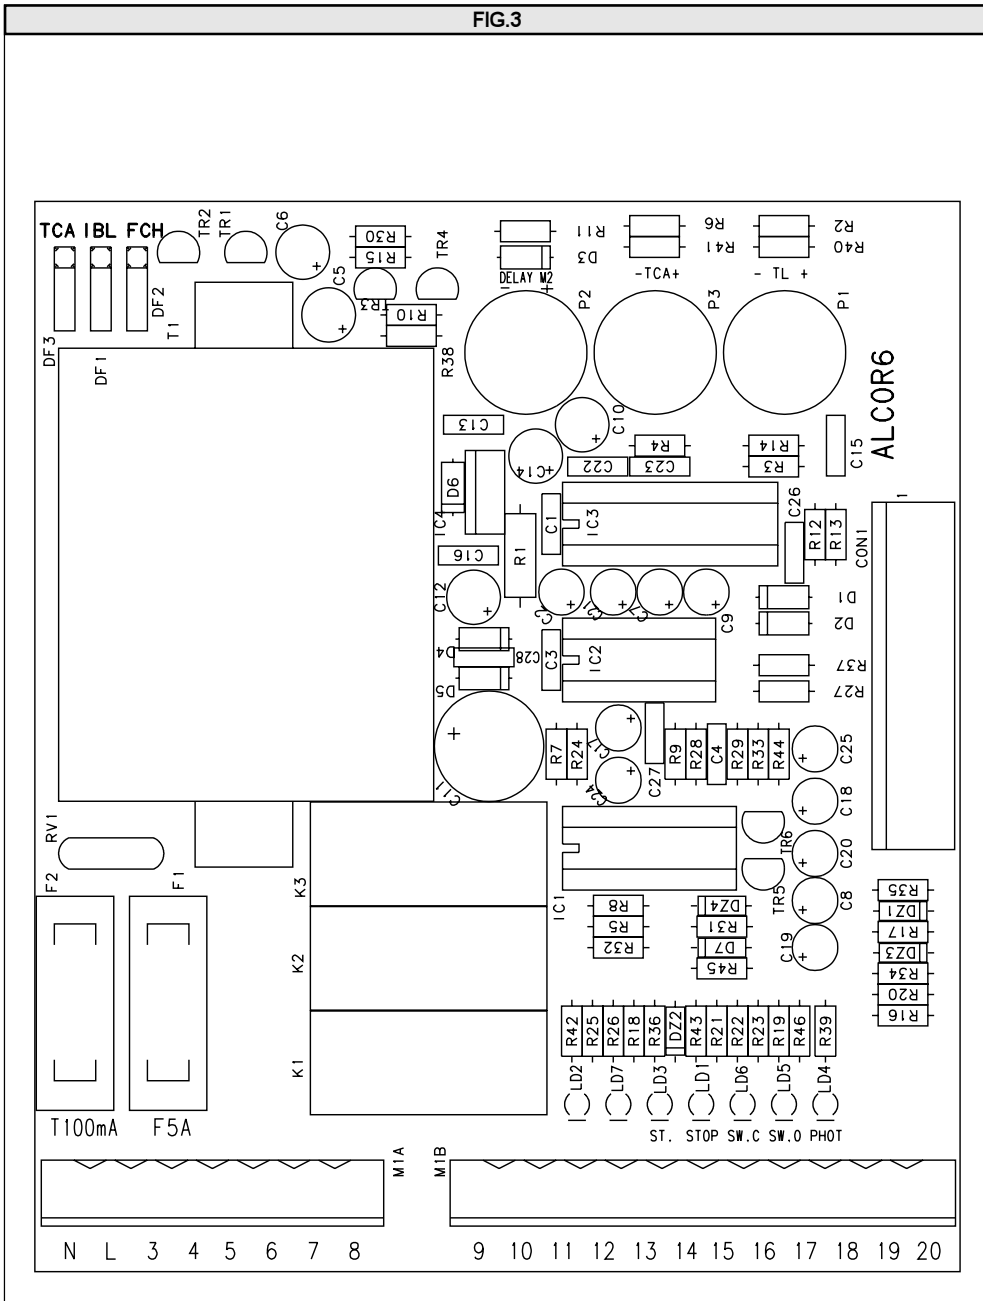 FIG.3
TCA IBL FCH
TR2
TR1
C6
R30
R15
TR4
R11
D3
DELAY M2
- +
R6
R41
-TCA+
R2
R40
- TL +
C5
TR3
R10
R38
DF2
T1
DF3
DF1
P2
P3
P1
ALCOR6
C13
C10
C14
C22
C23
R4
R14
R3
C15
D6
IC4
C1
IC3
C26
R12
R13
CON1
1
C16
R1
C12
C2
C21
C7
C9
D1
D2
D4
C28
D5
C3
IC2
R37
R27
C11
R7
R24
C17
C24
C27
R9
R28
C4
R29
R33
R44
C25
C18
C20
C8
C19
RV1
F2
F1
K3
K2
K1
IC1
TR6
TR5
R8
R5
R32
DZ4
R31
D7
R45
R35
DZ1
R17
DZ3
R34
R20
R16
R42
R25
R26
R18
R36
DZ2
R43
R21
R22
R23
R19
R46
R39
LD2
LD7
LD3
LD1
LD6
LD5
LD4
T100mA F5A
ST. STOP SW.C SW.O PHOT
M1A
M1B
N L 3 4 5 6 7 8 9 10 11 12 13 14 15 16 17 18 19 20